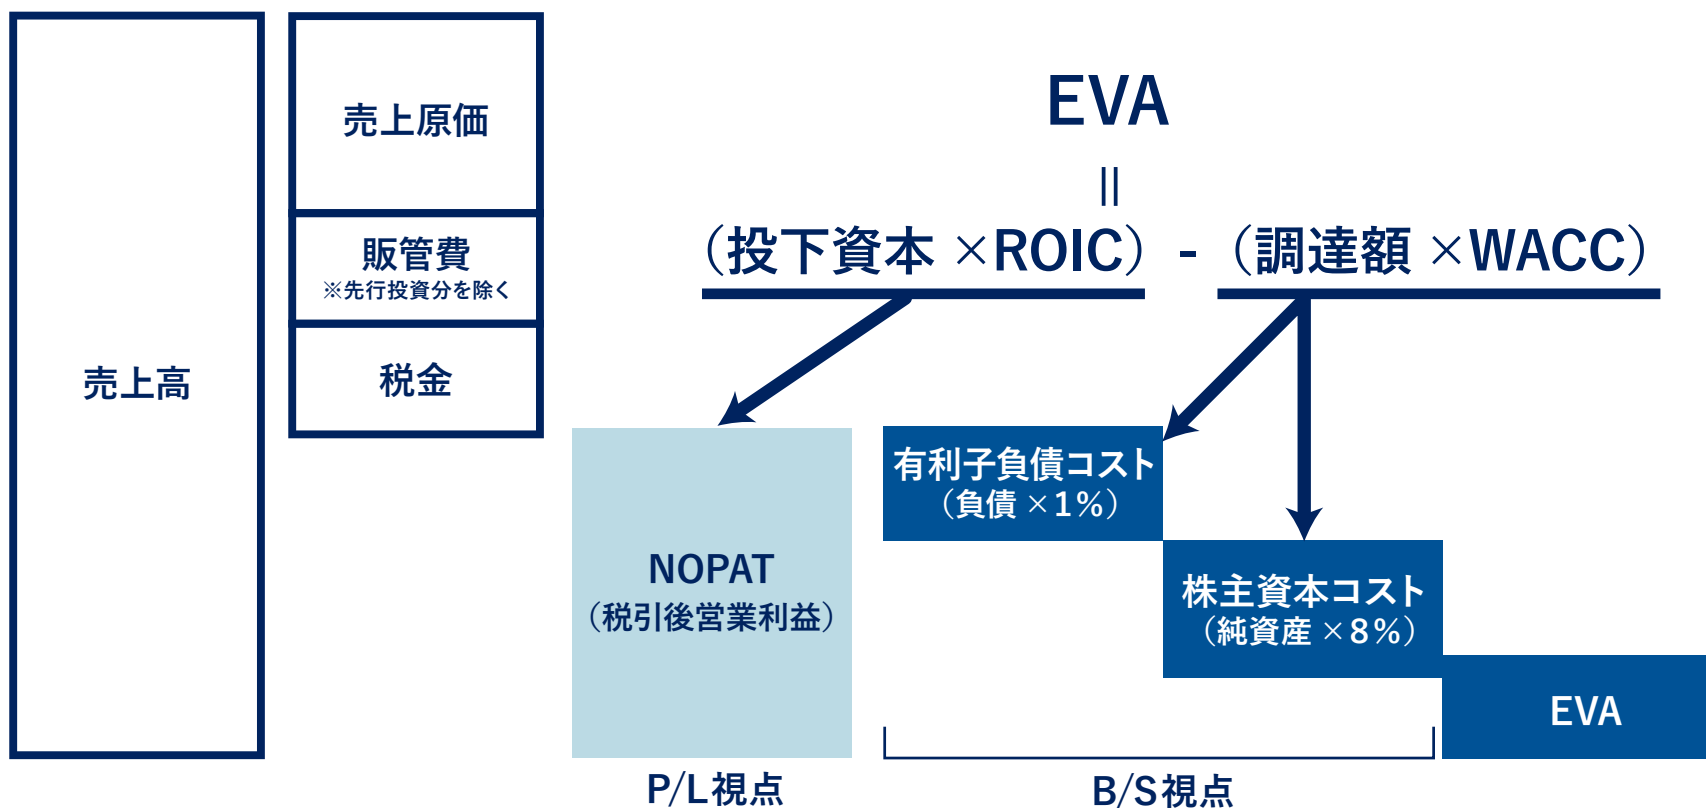 売上高
売上原価
販管費
※先行投資分を除く
税金
EVA
=
（投下資本 ×ROIC） - （調達額 ×WACC）
NOPAT
（税引後営業利益）
有利子負債コスト
（負債 ×1%）
株主資本コスト
（純資産 ×8%）
EVA
P/L視点
B/S視点